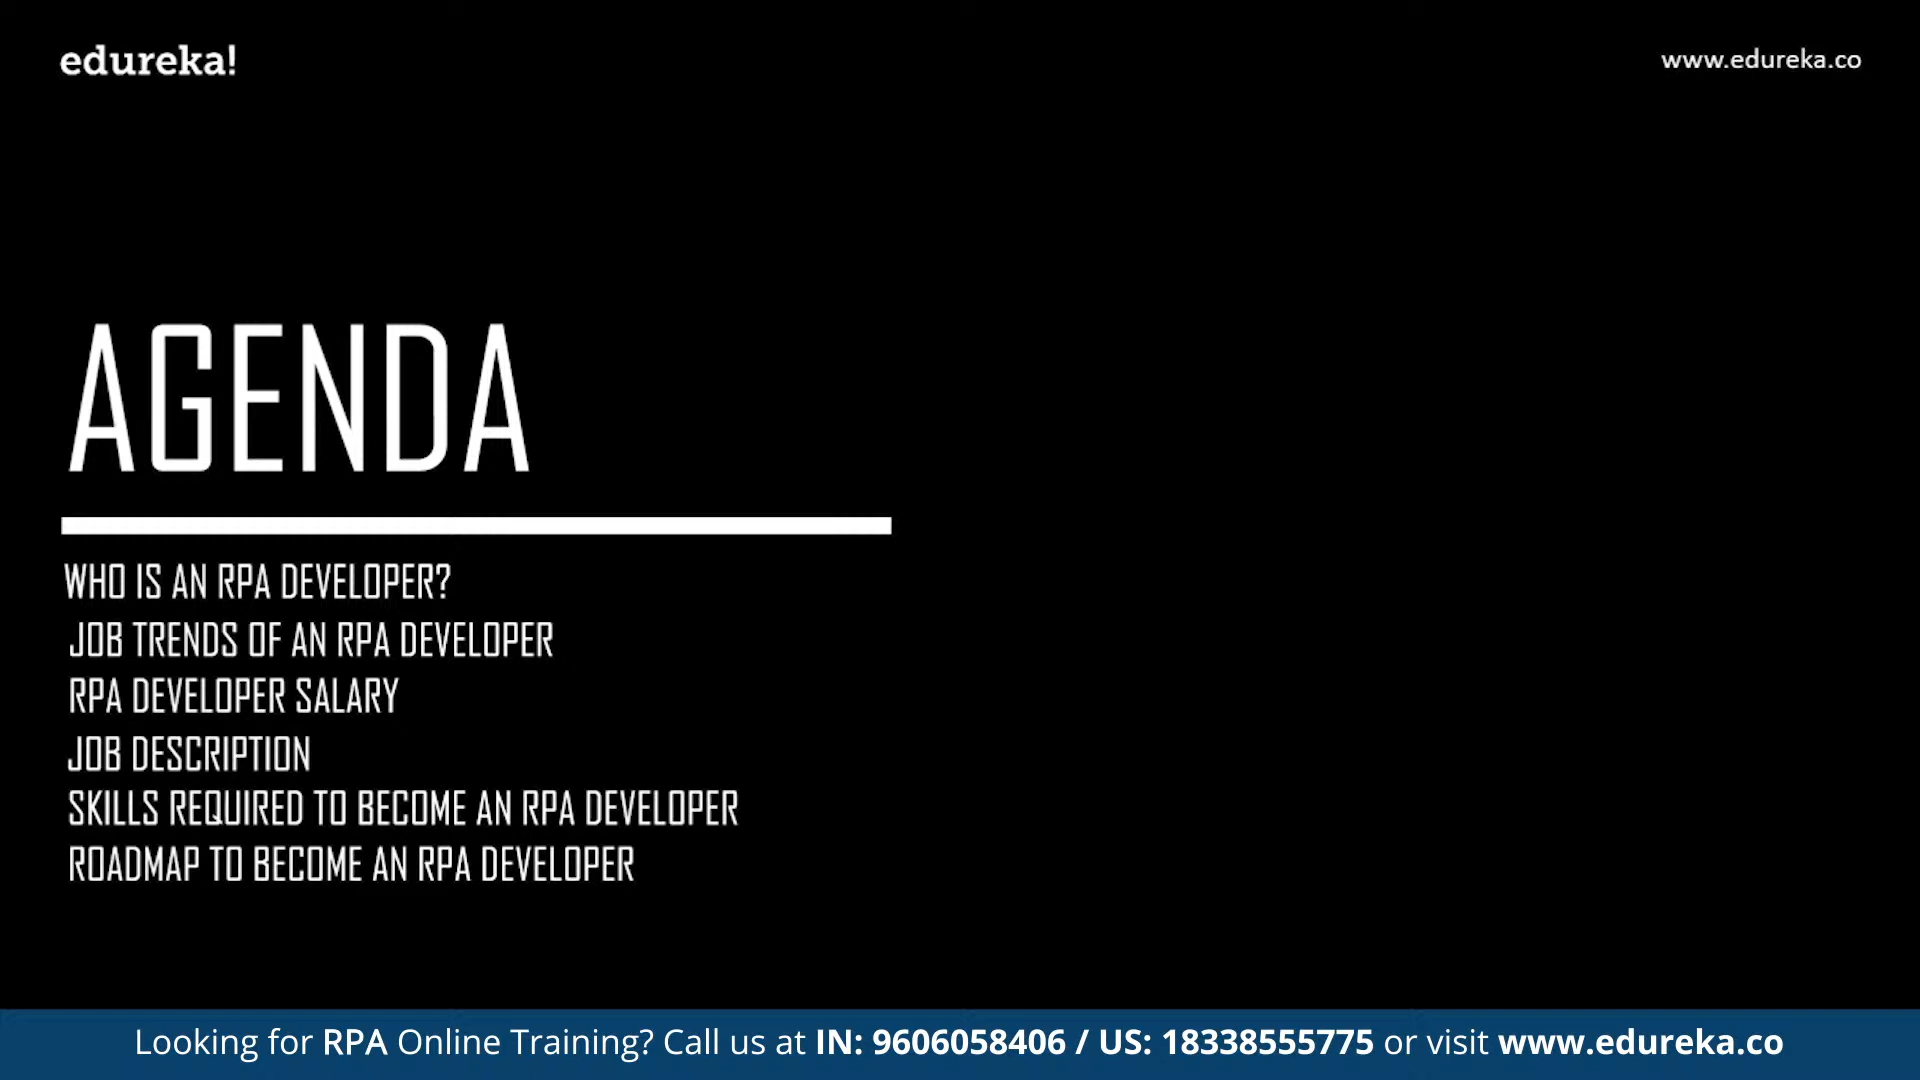 edureka!
www.edureka.co
AGENDA
WHO IS AN RPA DEVELOPER?
JOB TRENDS OF AN RPA DEVELOPER
RPA DEVELOPER SALARY
JOB DESCRIPTION
SKILLS REQUIRED TO BECOME AN RPA DEVELOPER
ROADMAP TO BECOME AN RPA DEVELOPER
Looking for RPA Online Training? Call us at IN: 9606058406 / US: 18338555775 or visit www.edureka.co